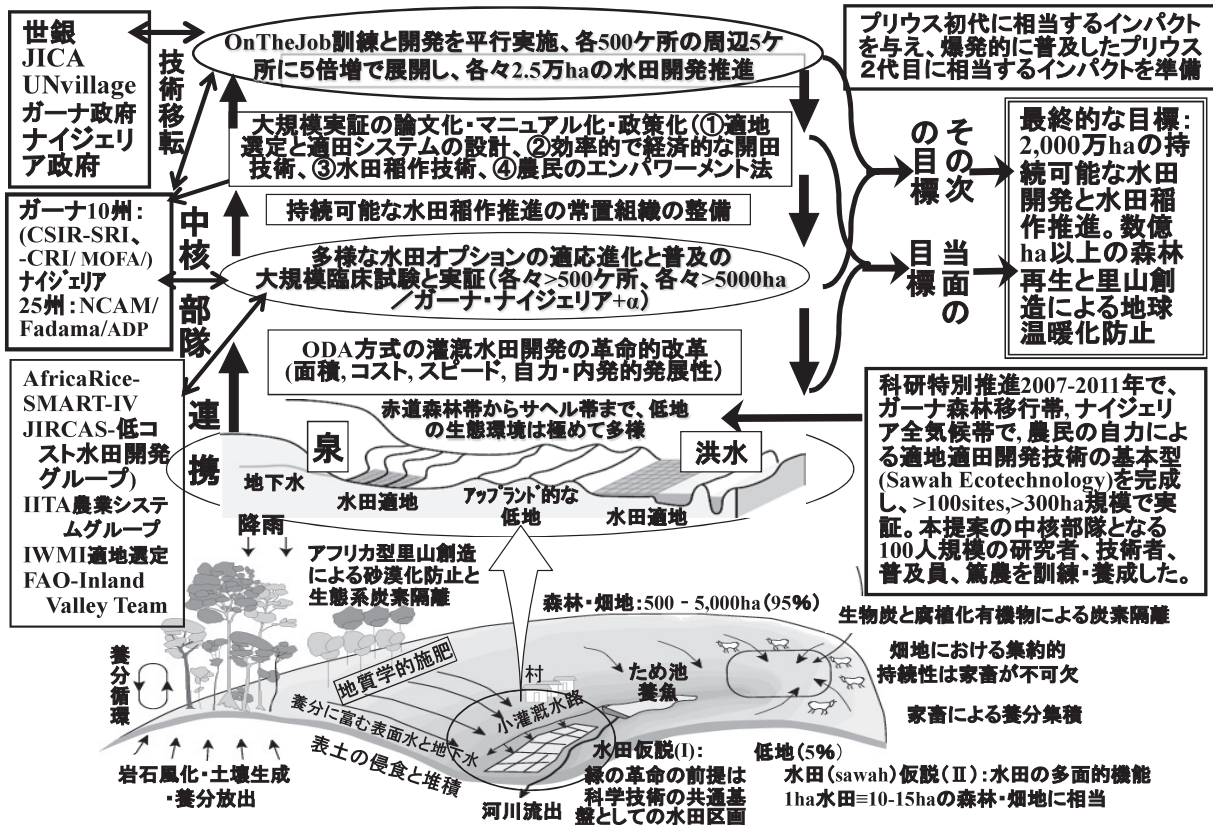 世銀
JICA
UNvillage
ガーナ政府
ナイジェリ
ア政府
技術移転
OnTheJob訓練と開発を平行実施、各500ケ所の周辺5ケ
所に５倍増で展開し、各々2.5万haの水田開発推進
プリウス初代に相当するインパクト
を与え、爆発的に普及したプリウス
２代目に相当するインパクトを準備
大規模実証の論文化・マニュアル化・政策化（①適地
選定と適田システムの設計、②効率的で経済的な開田
技術、③水田稲作技術、④農民のエンパワーメント法
その次
の目標
最終的な目標：
2,000万haの持
続可能な水田
開発と水田稲
作推進。数億
ha以上の森林
再生と里山創
造による地球
温暖化防止
持続可能な水田稲作推進の常置組織の整備
ガーナ10州：
(CSIR-SRI、
-CRI/ MOFA/)
ナイジェリア
25州：NCAM/
Fadama/ADP
中核部隊連携
多様な水田オプションの適応進化と普及の
大規模臨床試験と実証（各々>500ケ所、各々>5000ha
／ガーナ・ナイジェリア+α）
当面の
目標
ODA方式の灌漑水田開発の革命的改革
（面積，コスト，スピード，自力・内発的発展性）
AfricaRice-
SMART-IV
JIRCAS-低コ
スト水田開発
グループ)
IITA農業システ
ムグループ
IWMI適地選定
FAO-Inland
Valley Team
赤道森林帯からサヘル帯まで、低地
の生態環境は極めて多様
泉
洪水
地下水
水田適地
アップランド的な
低地
水田適地
科研特別推進2007-2011年で、
ガーナ森林移行帯，ナイジェリ
ア全気候帯で，農民の自力によ
る適地適田開発技術の基本型
(Sawah Ecotechnology)を完成
し、>100sites,>300ha規模で実
証。本提案の中核部隊となる
100人規模の研究者、技術者、
普及員、篤農を訓練・養成した。
降雨
アフリカ型里山創造
による砂漠化防止と
生態系炭素隔離
森林・畑地：500‐5,000ha（95%）
生物炭と腐植化有機物による炭素隔離
畑地における集約的
持続性は家畜が不可欠
家畜による養分集積
養分循環
地質学的施肥
村
ため池
養魚
小灌漑水路
養分に富む表面水と地下水
表土の侵食と堆積
岩石風化・土壌生成
・養分放出
河川流出
水田仮説(I)：
緑の革命の前提は
科学技術の共通基
盤としての水田区画
低地（5%）
水田（sawah）仮説（Ⅱ）：水田の多面的機能
1ha水田≡10-15haの森林・畑地に相当